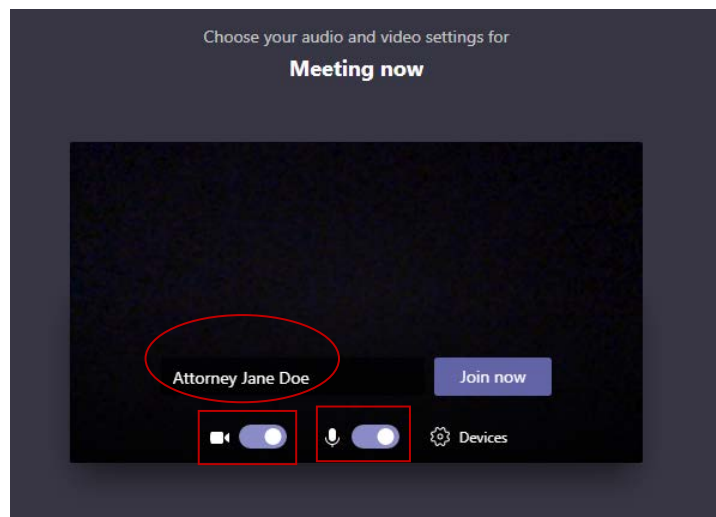 Choose your audio and video settings for
Meeting now
Attorney Jane Doe
Join now
Devices